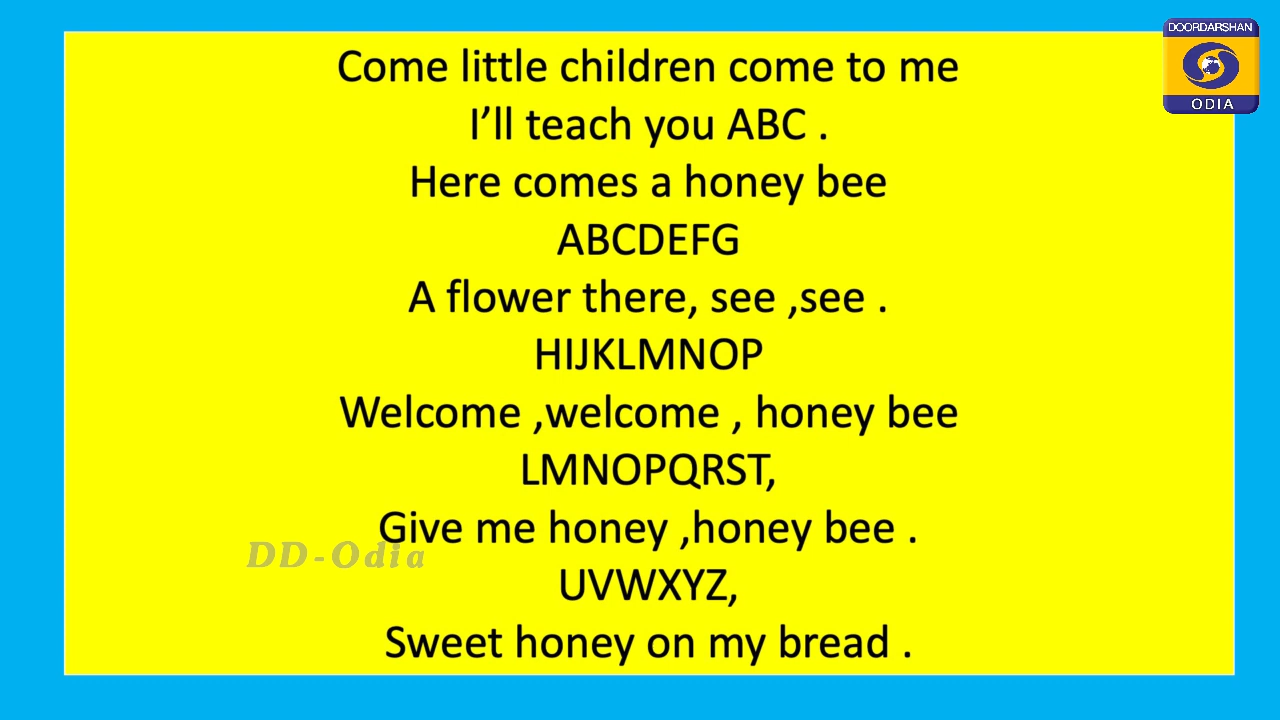 DOORDARSHAN
ODIA
Come little children come to me
I’ll teach you ABC .
Here comes a honey bee
ABCDEFG
A flower there, see ,see .
HIJKLMNOP
Welcome ,welcome , honey bee
LMNOPQRST,
Give me honey ,honey bee .
DD-Odia
UVWXYZ,
Sweet honey on my bread .